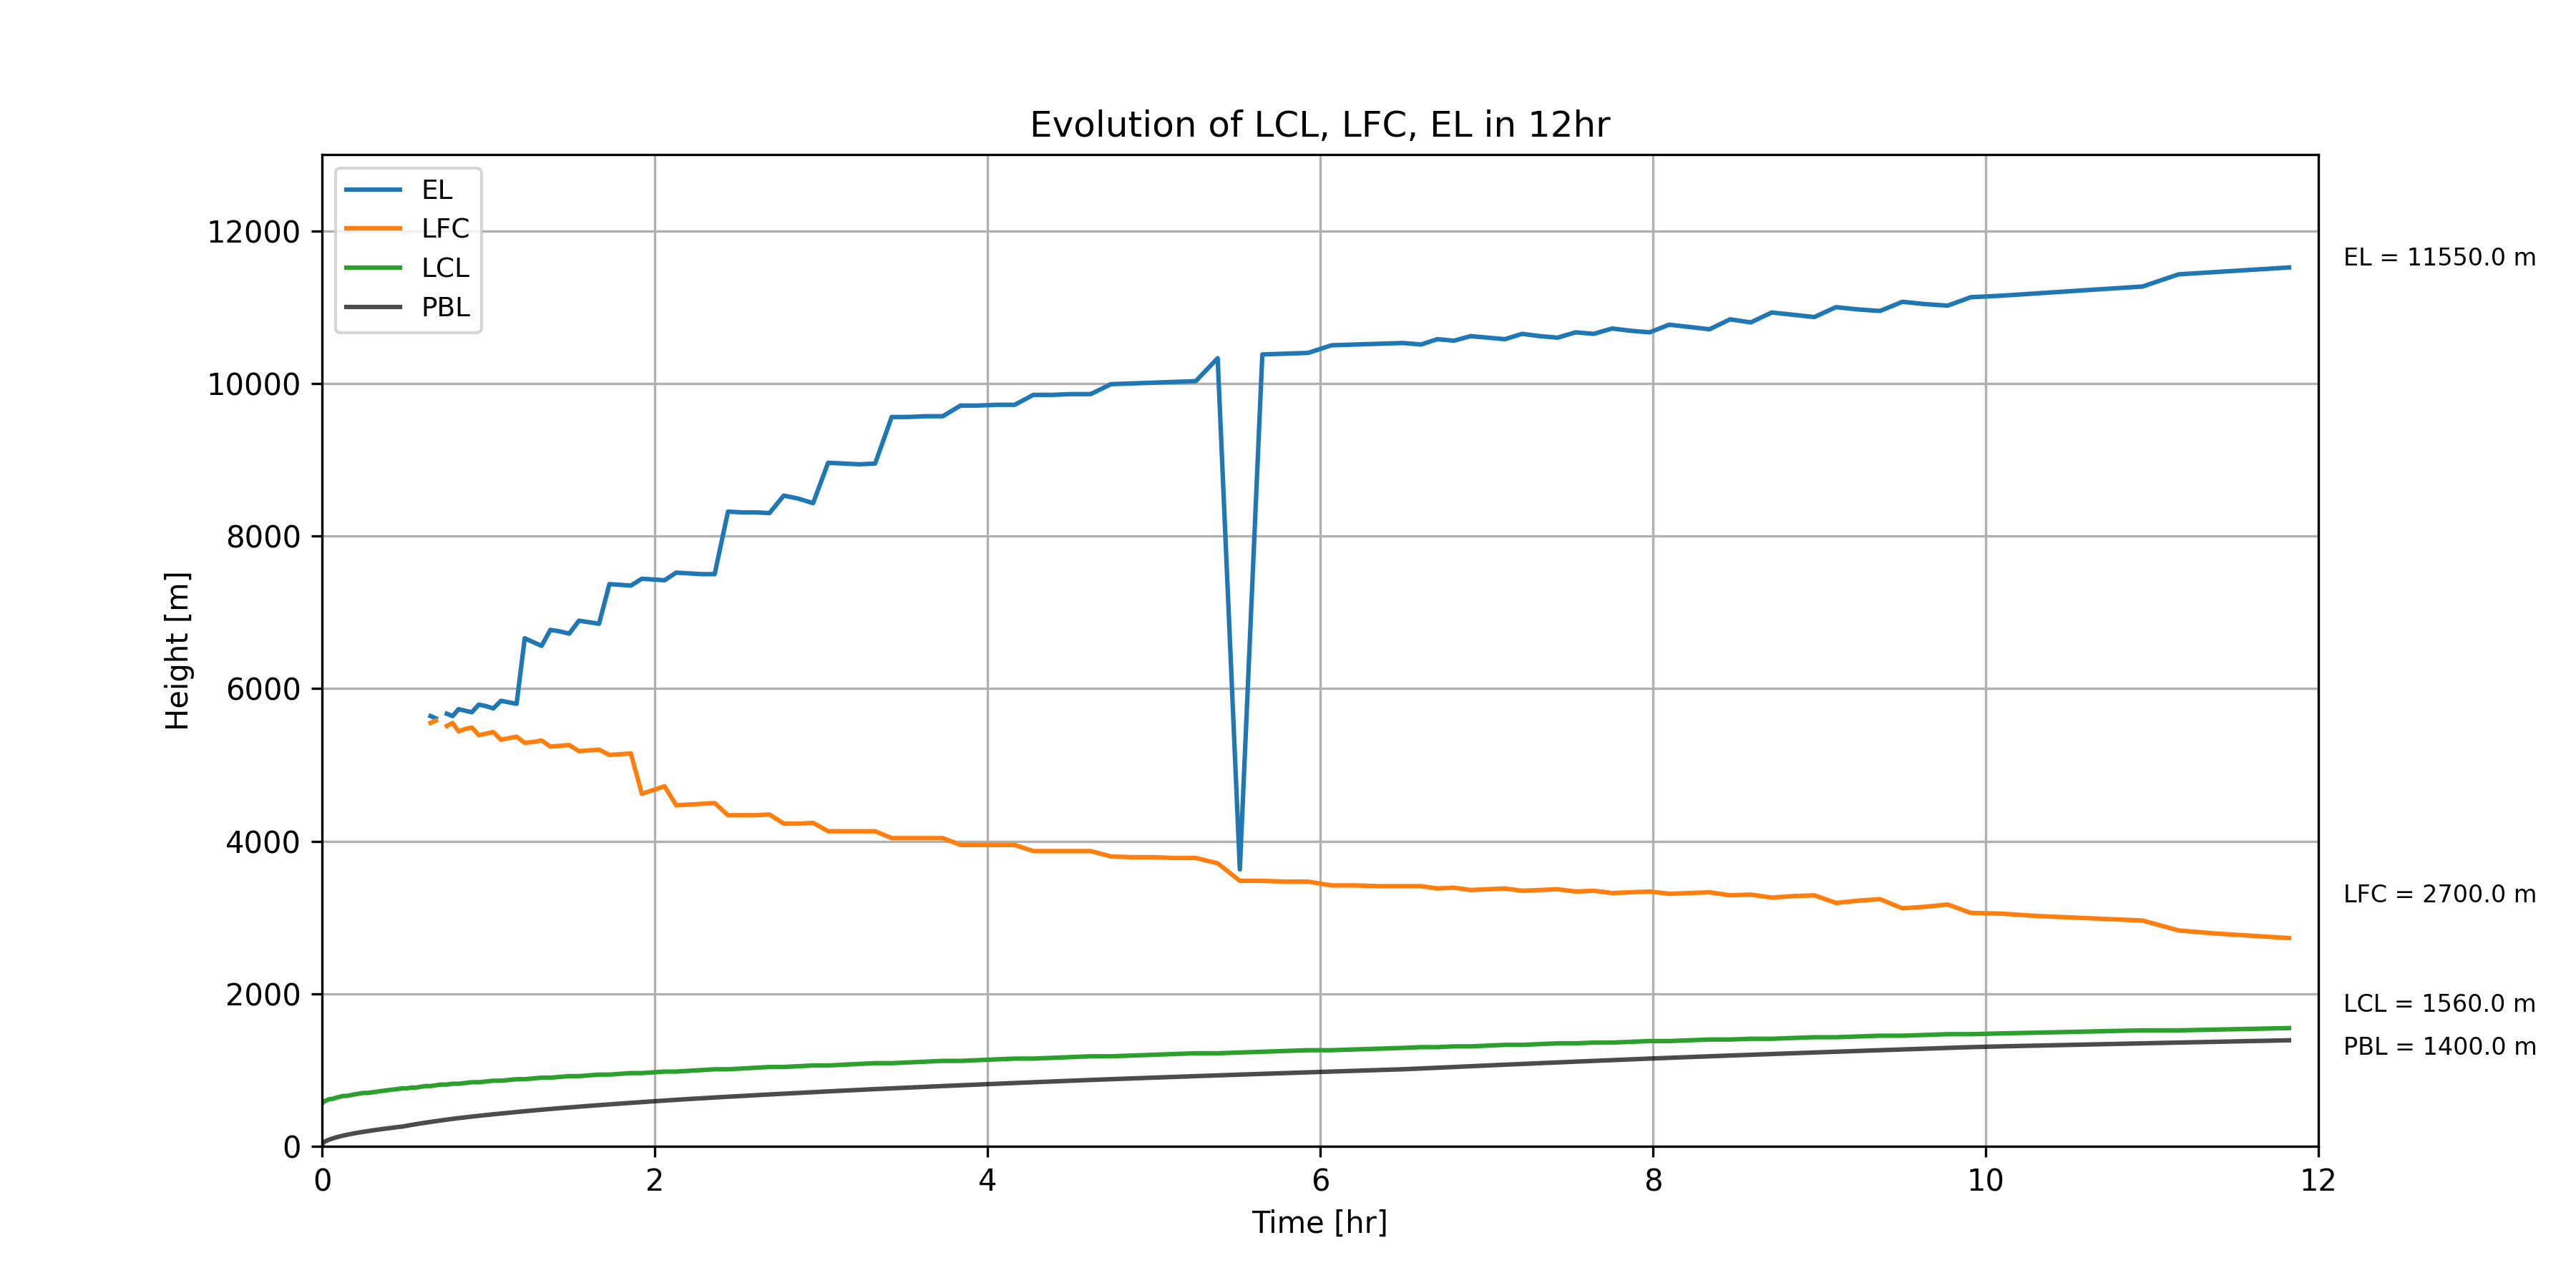 Evolution of LCL, LFC, EL in 12hr
EL
LFC
LCL
PBL
Height [m]
12000
10000
8000
6000
4000
2000
0
0 2 4 6 8 10 12
Time [hr]
EL = 11550.0 m
LFC = 2700.0 m
LCL = 1560.0 m
PBL = 1400.0 m